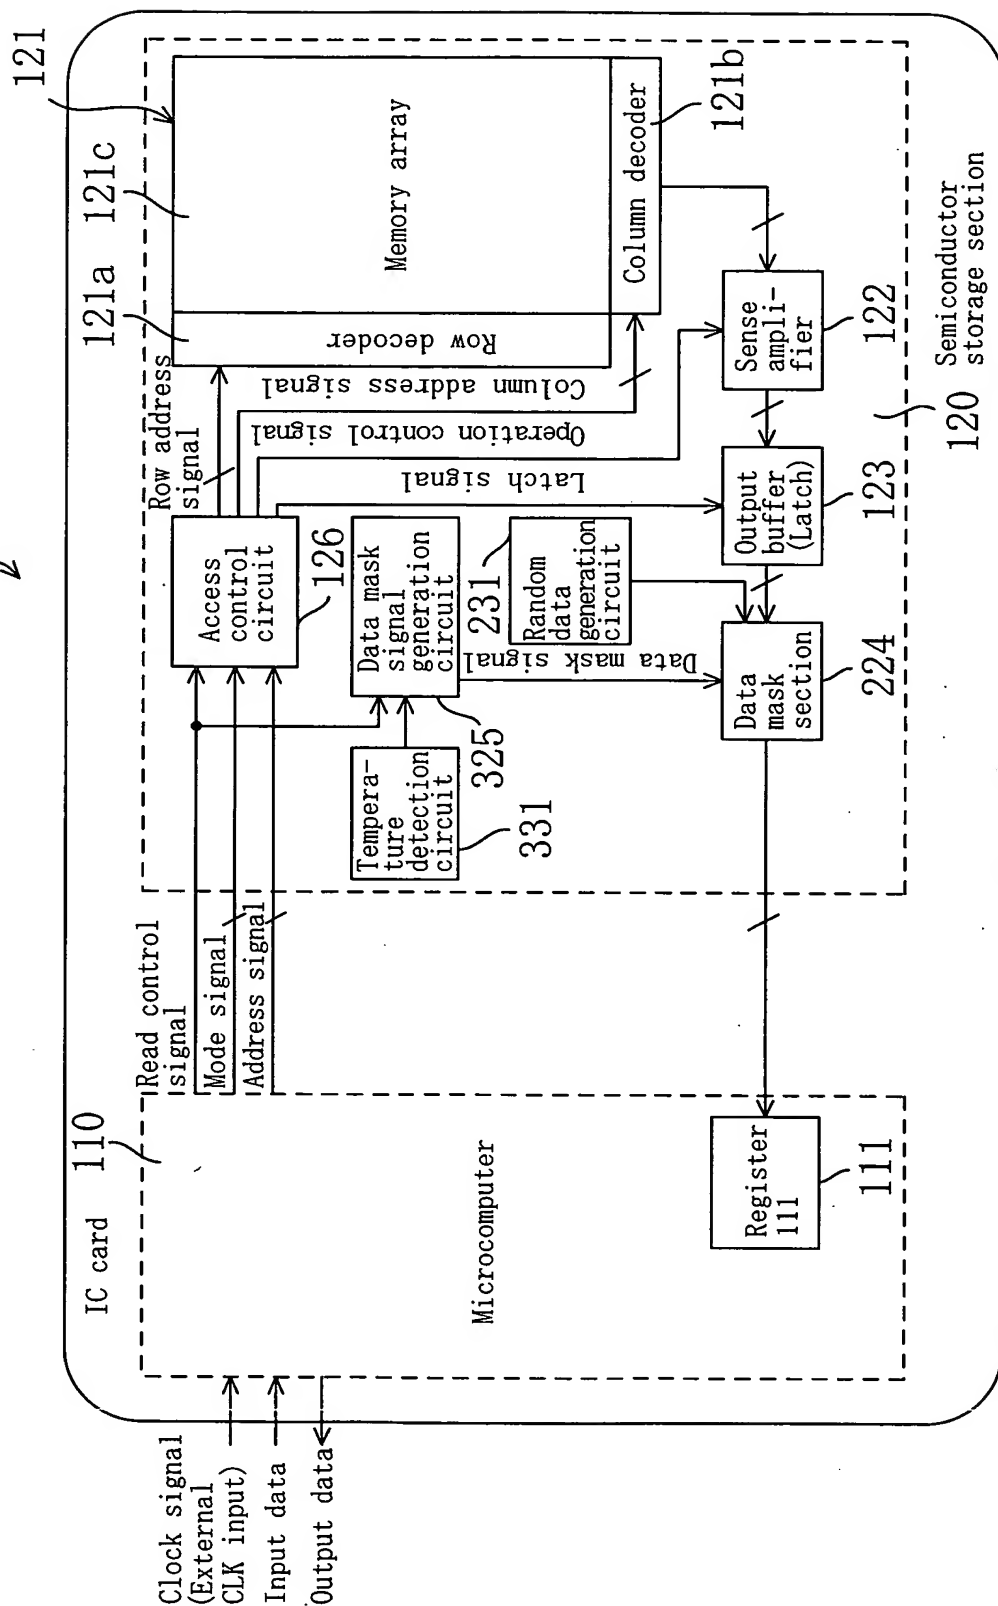 IC card
110
Microcomputer
Register
111
111
Clock signal
(External
CLK input)
Input data
Output data
Read control
signal
Mode signal
Address signal
121
121a
121c
121b
Memory array
Row decoder
Column decoder
Row address
signal
Column address signal
Operation control signal
Latch signal
Access
control
circuit
126
Data mask
signal
generation
circuit
325
Tempera-
ture
detection
circuit
331
231
Random
data
generation
circuit
Data mask signal
Sense
ampli-
fier
122
Output
buffer
(Latch)
123
Data
mask
section
224
120
Semiconductor
storage section